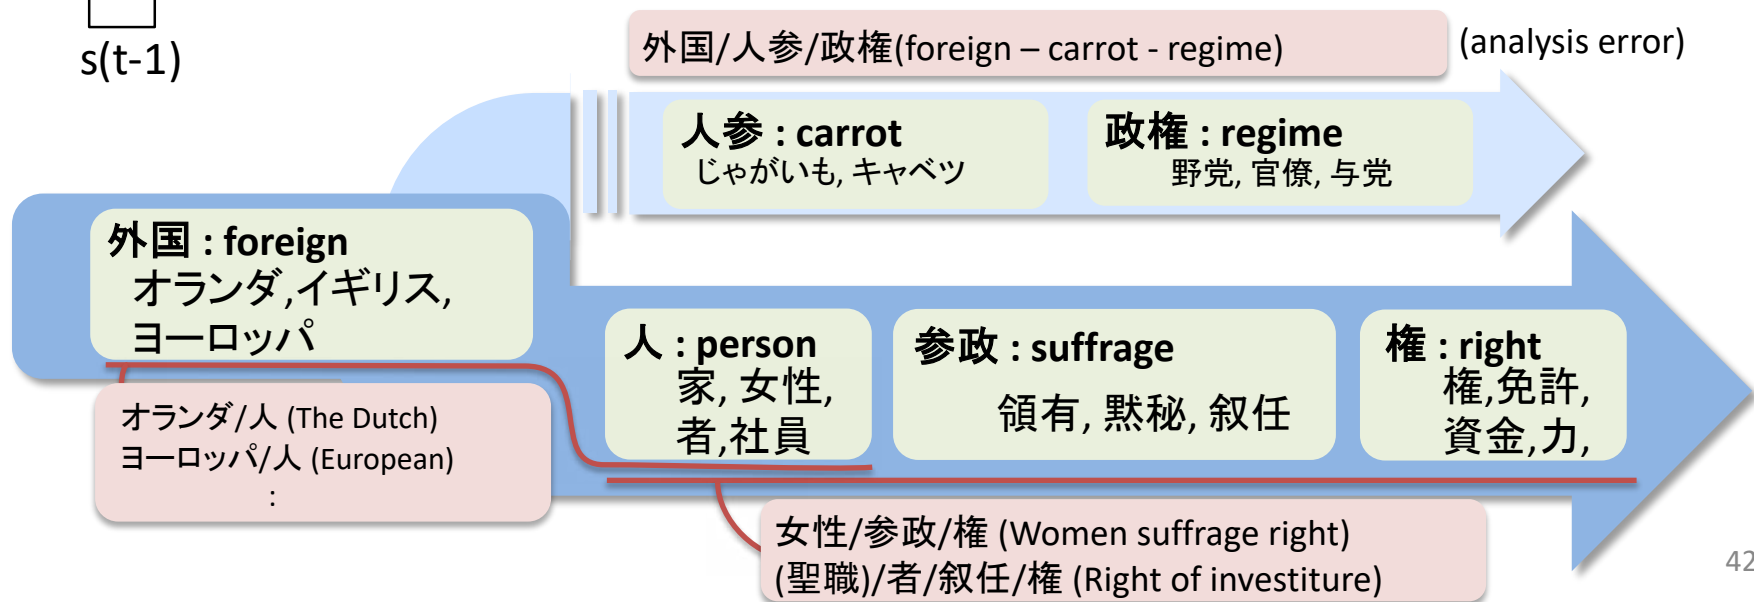 s(t-1)
外国/人参/政権(foreign – carrot - regime)
(analysis error)
人参 : carrot
じゃがいも, キャベツ
政権 : regime
野党, 官僚, 与党
外国 : foreign
オランダ,イギリス,
ヨーロッパ
人 : person
家, 女性,
者,社員
参政 : suffrage
領有, 黙秘, 叙任
権 : right
権,免許,
資金,力,
オランダ/人 (The Dutch)
ヨーロッパ/人 (European)
:
女性/参政/権 (Women suffrage right)
(聖職)/者/叙任/権 (Right of investiture)
42